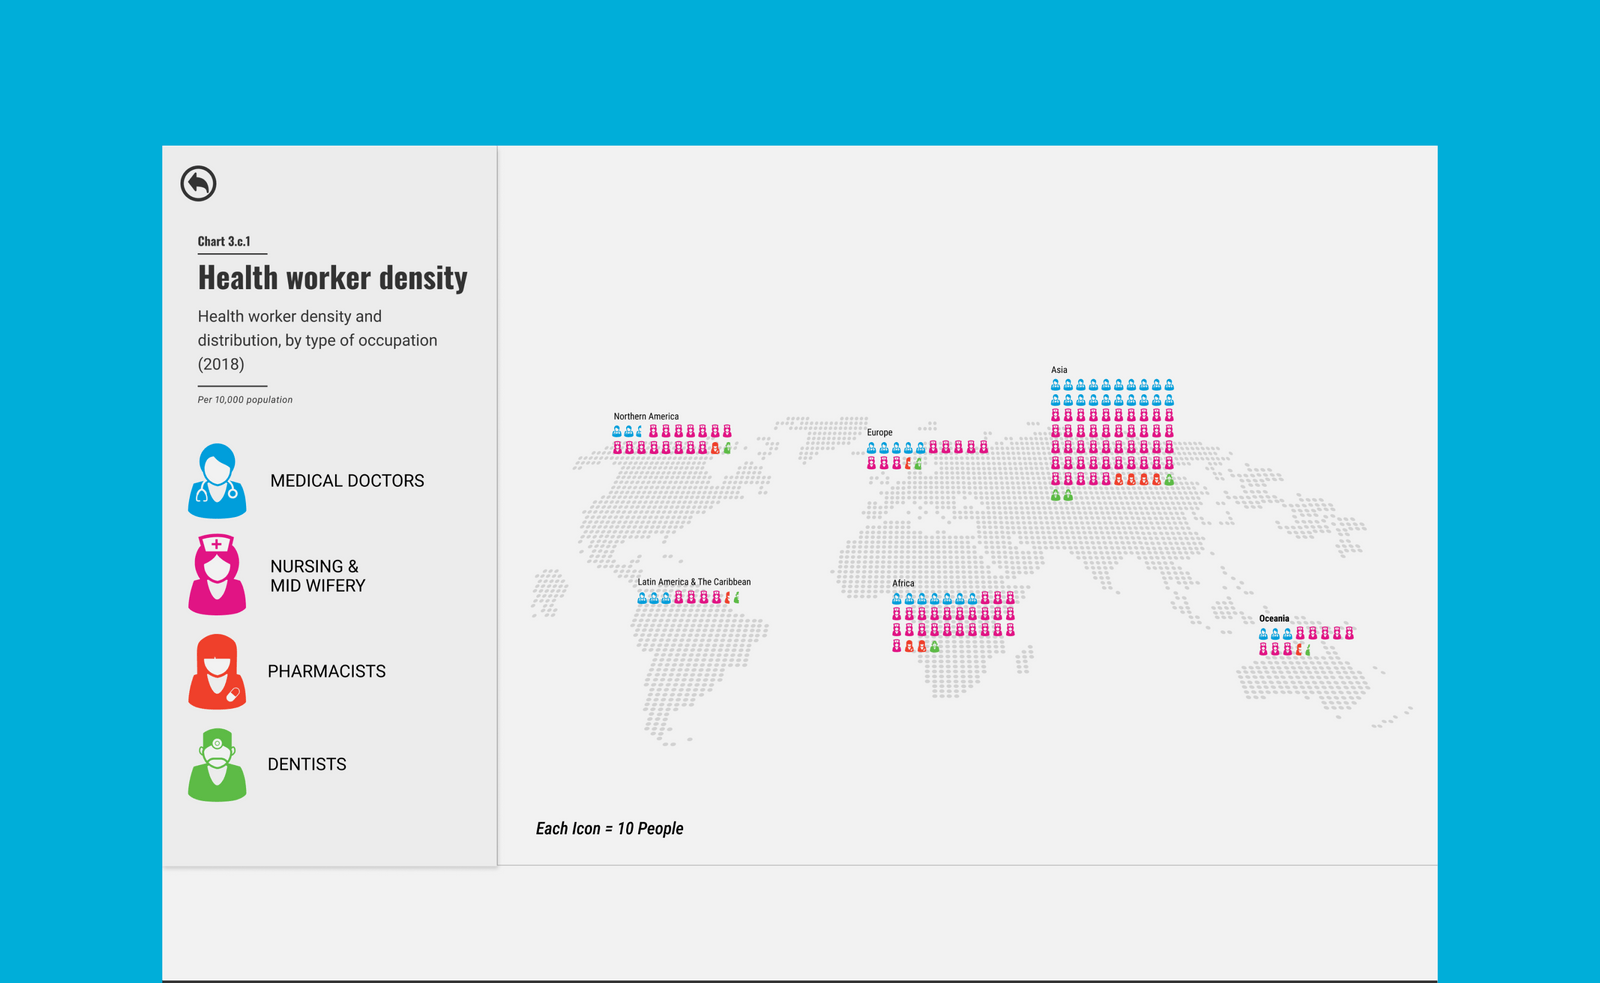 Chart 3.c.1
Health worker density
Health worker density and
distribution, by type of occupation
(2018)
Per 10,000 population
MEDICAL DOCTORS
NURSING &
MID WIFERY
PHARMACISTS
DENTISTS
Asia
Northern America
Europe
Latin America & The Caribbean
Africa
Oceania
Each Icon = 10 People